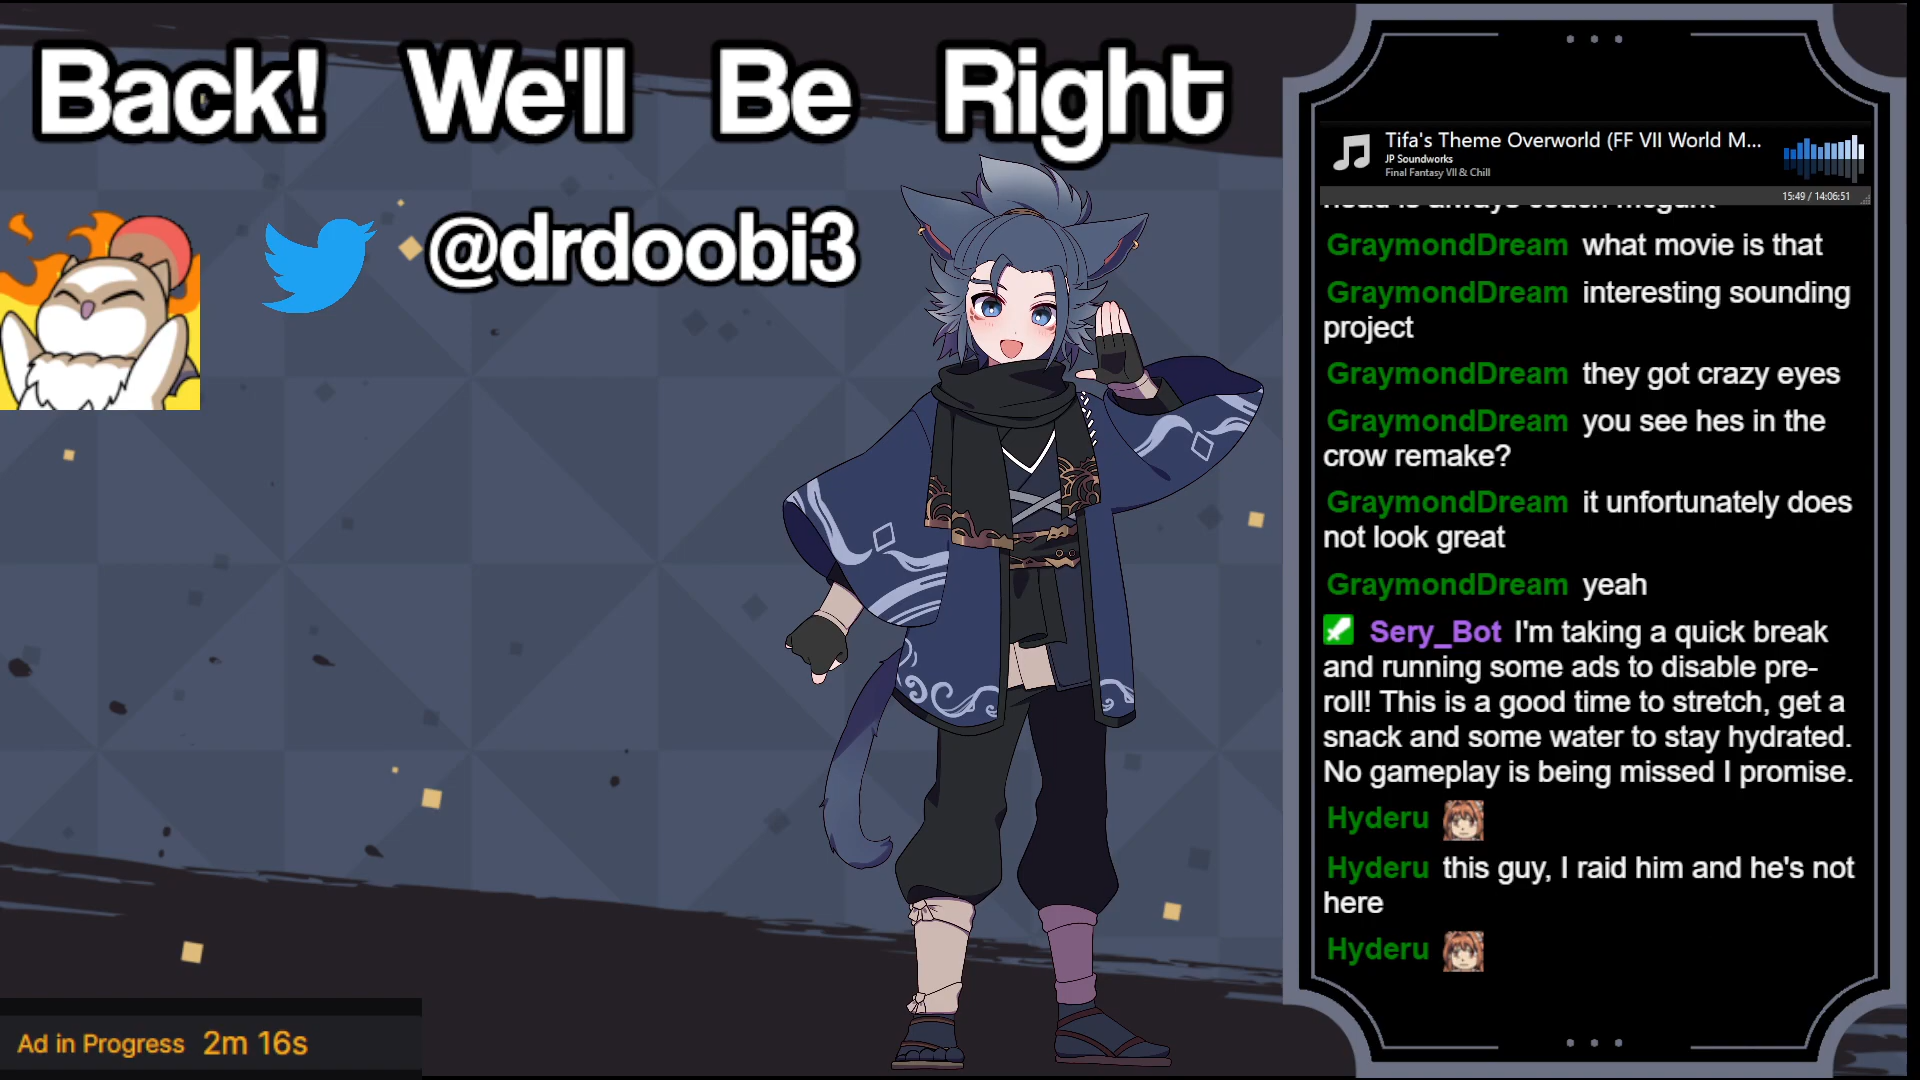 Back! We'll Be Right
@drdoobi3
Tifa's Theme Overworld (FF VII World M...
JP Soundworks
Final Fantasy VII & Chill
15:49 / 14:06:51
GraymondDream what movie is that
GraymondDream interesting sounding
project
GraymondDream they got crazy eyes
GraymondDream you see hes in the
crow remake?
GraymondDream it unfortunately does
not look great
GraymondDream yeah
Sery_Bot I'm taking a quick break
and running some ads to disable pre-
roll! This is a good time to stretch, get a
snack and some water to stay hydrated.
No gameplay is being missed I promise.
Hyderu
Hyderu this guy, I raid him and he's not
here
Hyderu
Ad in Progress 2m 16s